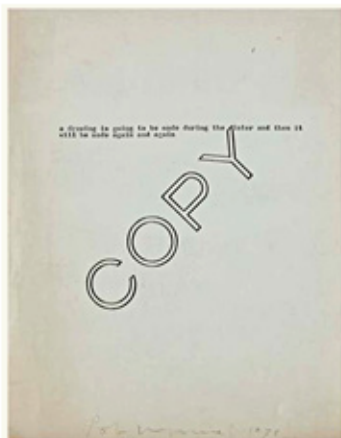 a drawing is going to be made during the winter and then it
will be made again and again
COPY
1971